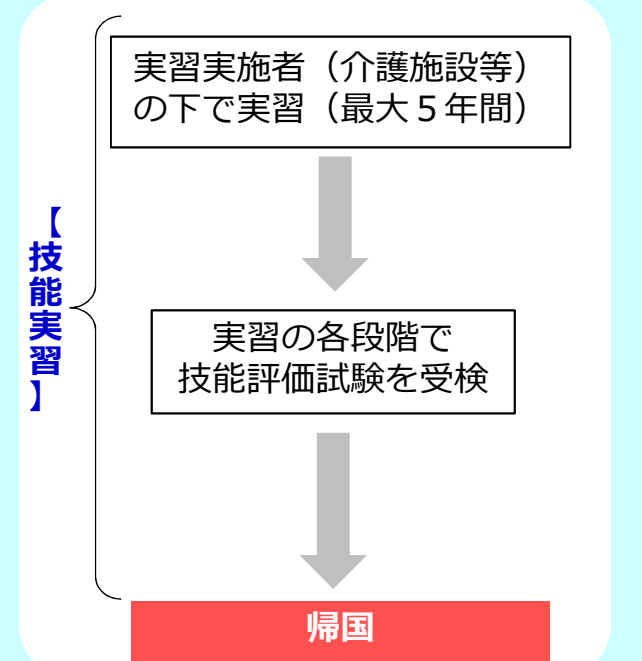 実習実施者（介護施設等）
の下で実習（最大５年間）
【技能実習】
実習の各段階で
技能評価試験を受検
帰国